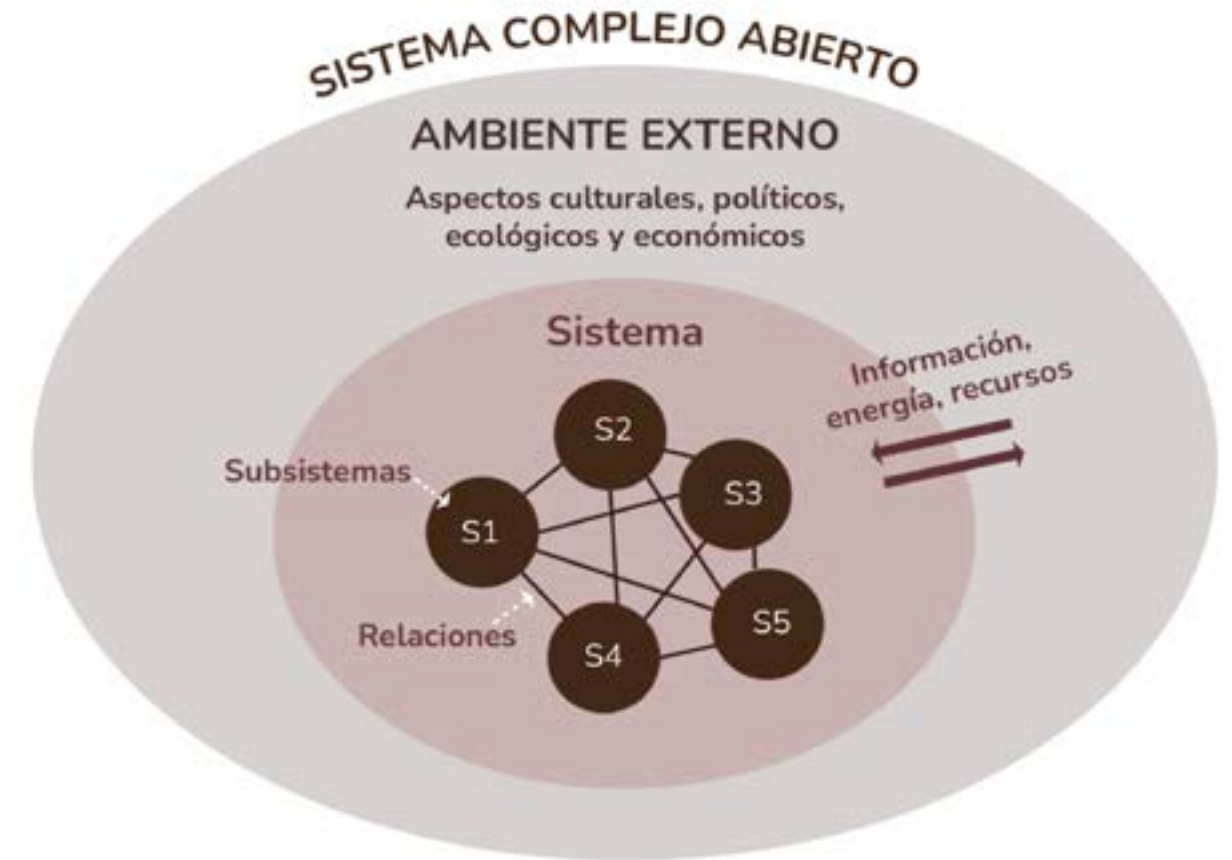 SISTEMA COMPLEJO ABIERTO
AMBIENTE EXTERNO
Aspectos culturales, políticos,
ecológicos y económicos
Sistema
Información,
energía, recursos
Subsistemas
S1
S2
S3
S4
S5
Relaciones